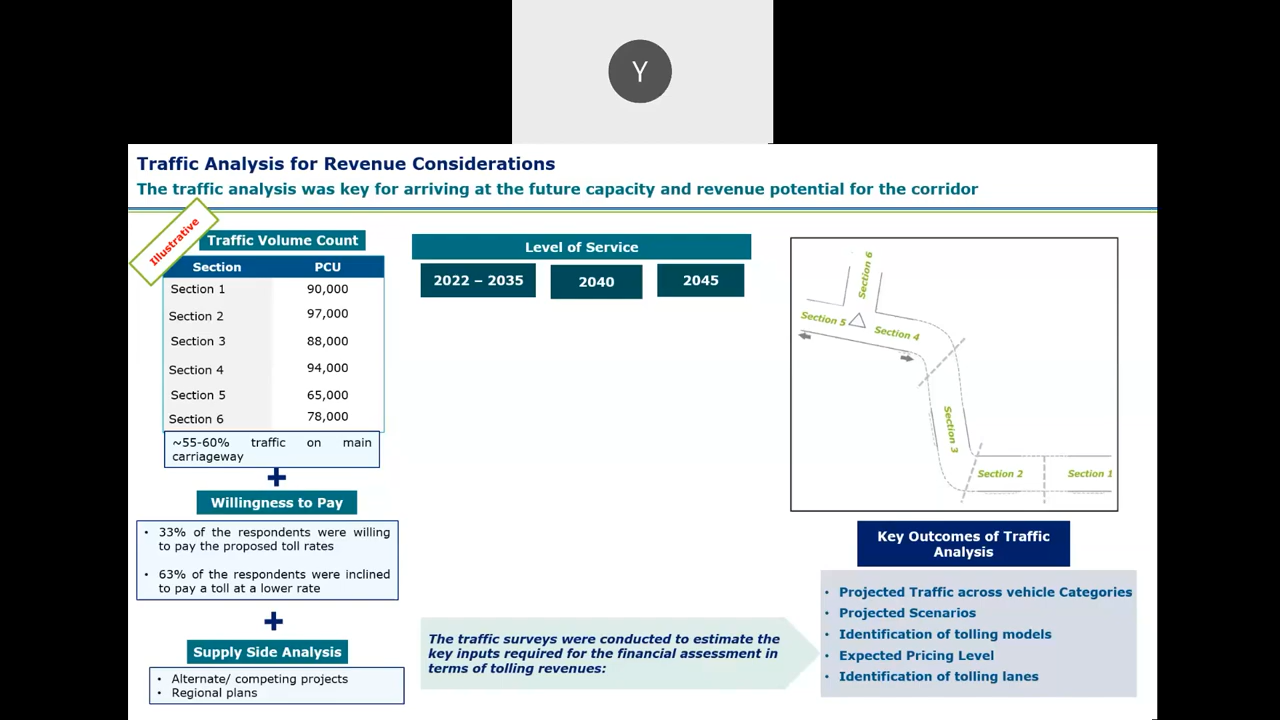 Y
Traffic Analysis for Revenue Considerations
The traffic analysis was key for arriving at the future capacity and revenue potential for the corridor
Illustrative
Traffic Volume Count
Section PCU
Section 1 90,000
Section 2 97,000
Section 3 88,000
Section 4 94,000
Section 5 65,000
Section 6 78,000
~55-60% traffic on main
carriageway
+
Willingness to Pay
• 33% of the respondents were willing
to pay the proposed toll rates
• 63% of the respondents were inclined
to pay a toll at a lower rate
+
Supply Side Analysis
• Alternate/ competing projects
• Regional plans
Level of Service
2022 – 2035 2040 2045
The traffic surveys were conducted to estimate the
key inputs required for the financial assessment in
terms of tolling revenues:
Section 6
Section 5
Section 4
Section 3
Section 2
Section 1
Key Outcomes of Traffic
Analysis
• Projected Traffic across vehicle Categories
• Projected Scenarios
• Identification of tolling models
• Expected Pricing Level
• Identification of tolling lanes